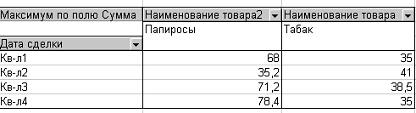 Максимум по полю Сумма Наименование товара2 Наименование товара
Папиросы Табак
Дата сделки
Кв-л1 68 35
Кв-л2 35,2 41
Кв-л3 71,2 38,5
Кв-л4 78,4 35